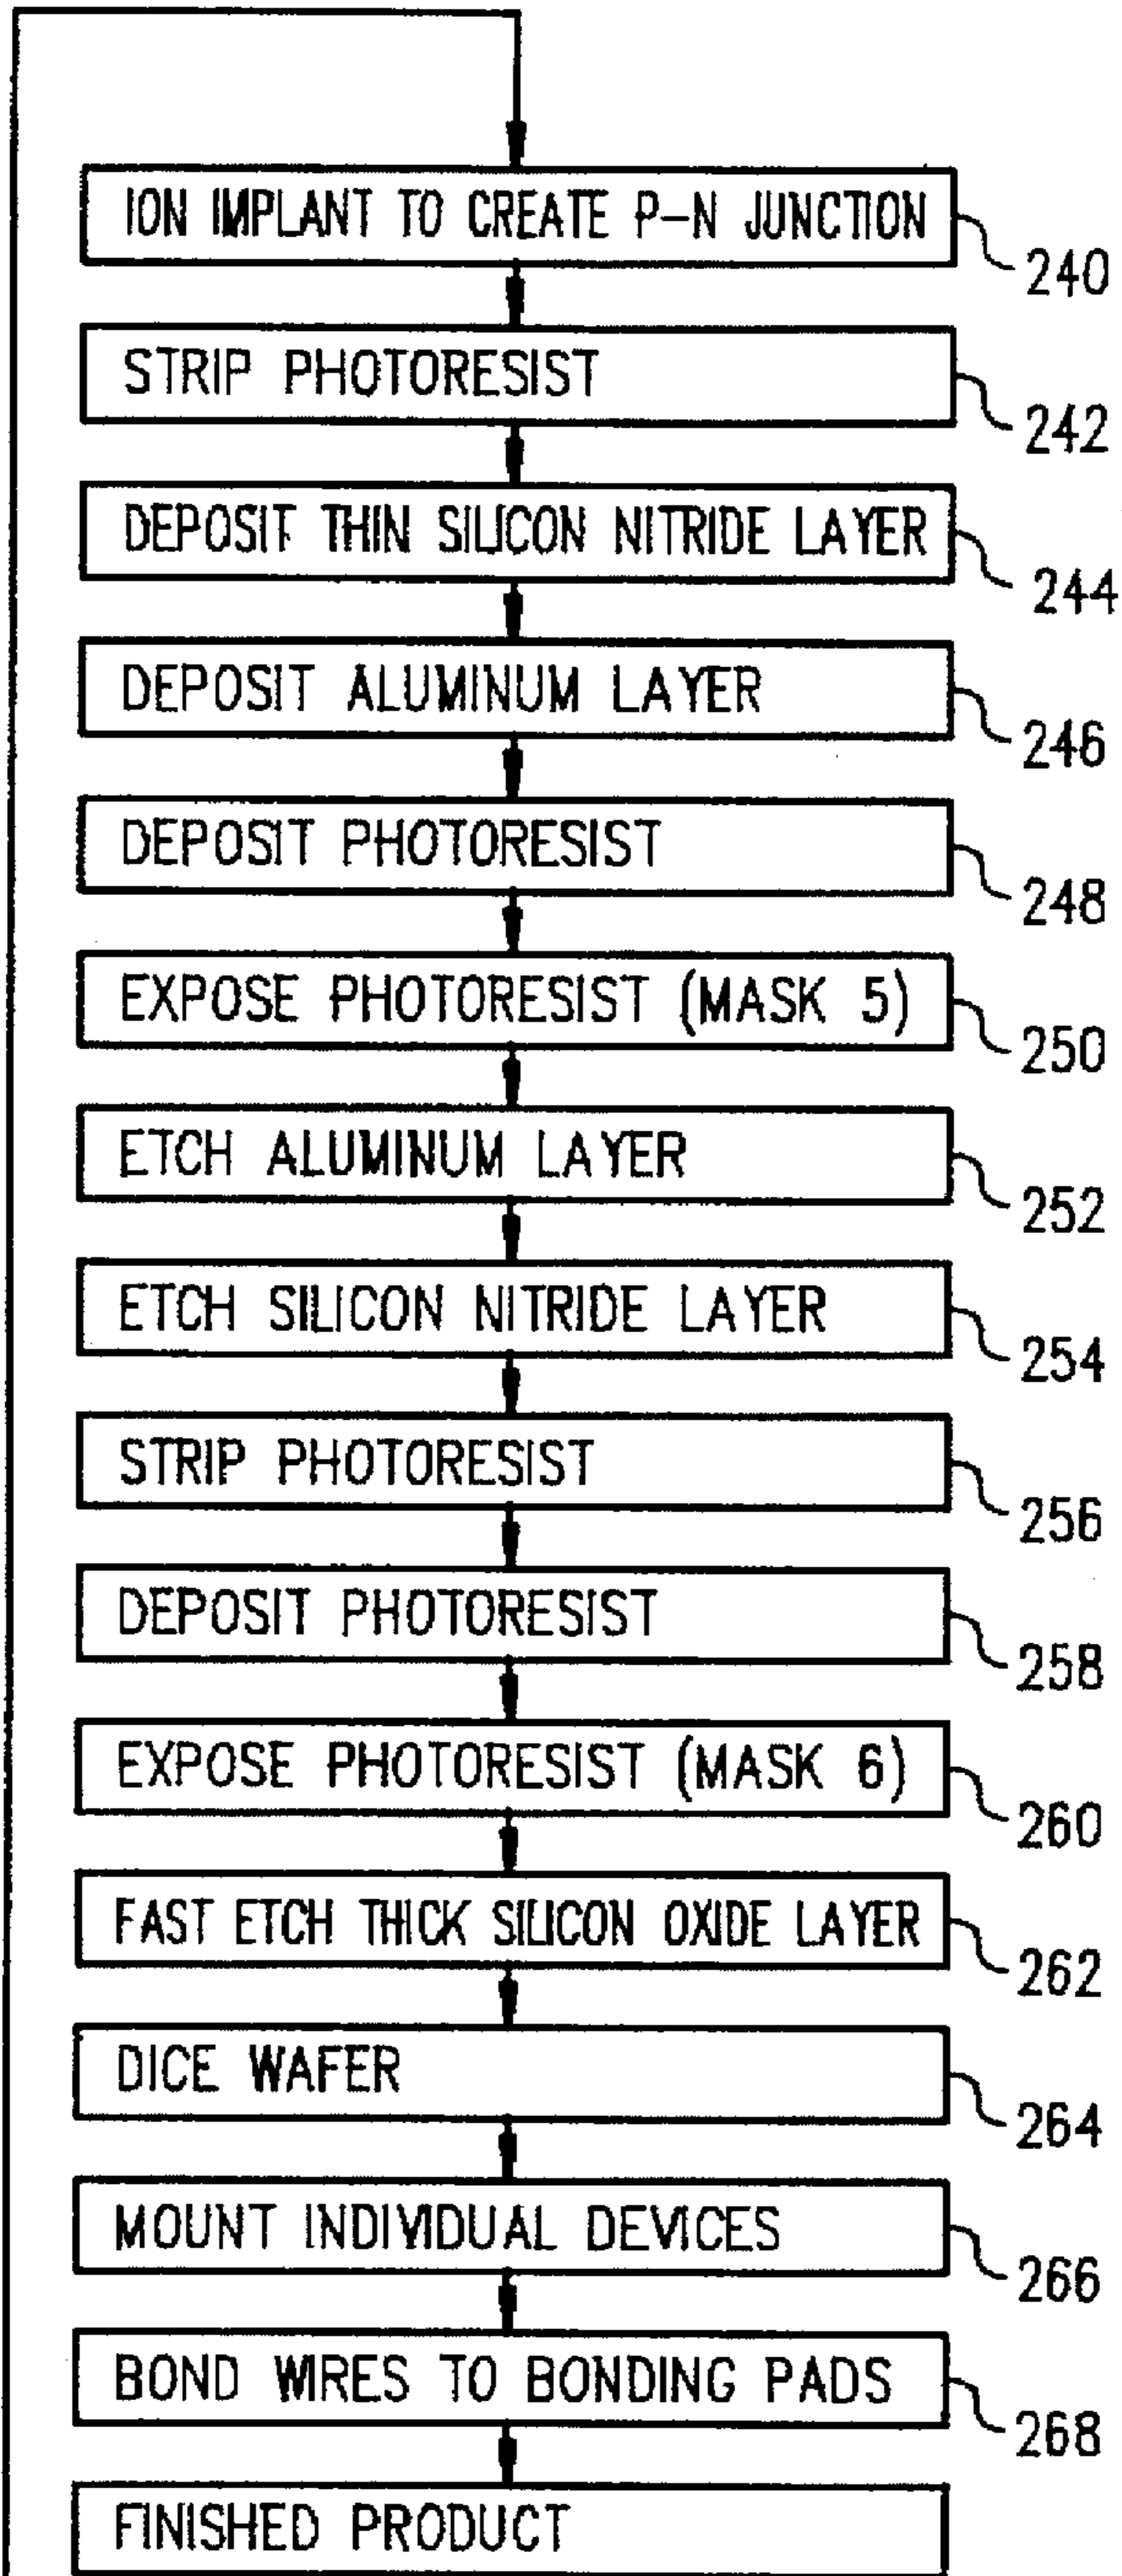 ION IMPLANT TO CREATE P-N JUNCTION
240
STRIP PHOTORESIST
242
DEPOSIT THIN SILICON NITRIDE LAYER
244
DEPOSIT ALUMINUM LAYER
246
DEPOSIT PHOTORESIST
248
EXPOSE PHOTORESIST (MASK 5)
250
ETCH ALUMINUM LAYER
252
ETCH SILICON NITRIDE LAYER
254
STRIP PHOTORESIST
256
DEPOSIT PHOTORESIST
258
EXPOSE PHOTORESIST (MASK 6)
260
FAST ETCH THICK SILICON OXIDE LAYER
262
DICE WAFER
264
MOUNT INDIVIDUAL DEVICES
266
BOND WIRES TO BONDING PADS
268
FINISHED PRODUCT